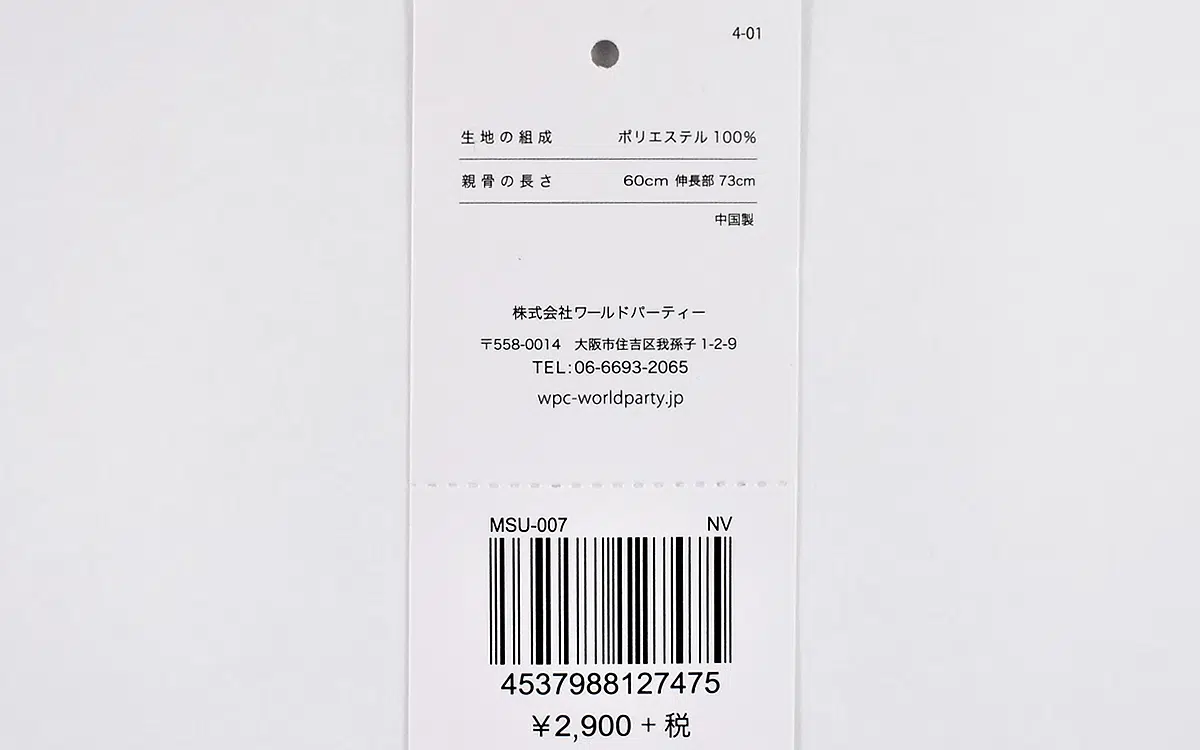 4-01
生地の組成 ポリエステル 100%
親骨の長さ 60cm 伸長部 73cm
中国製
株式会社ワールドパーティー
〒558-0014 大阪市住吉区我孫子 1-2-9
TEL:06-6693-2065
wpc-worldparty.jp
MSU-007 NV
4537988127475
¥2,900 + 税